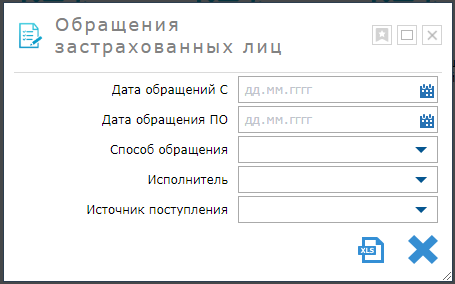 Обращения
застрахованных лиц
Дата обращений С
дд.мм.гггг
Дата обращения ПО
дд.мм.гггг
Способ обращения
Исполнитель
Источник поступления
XLS